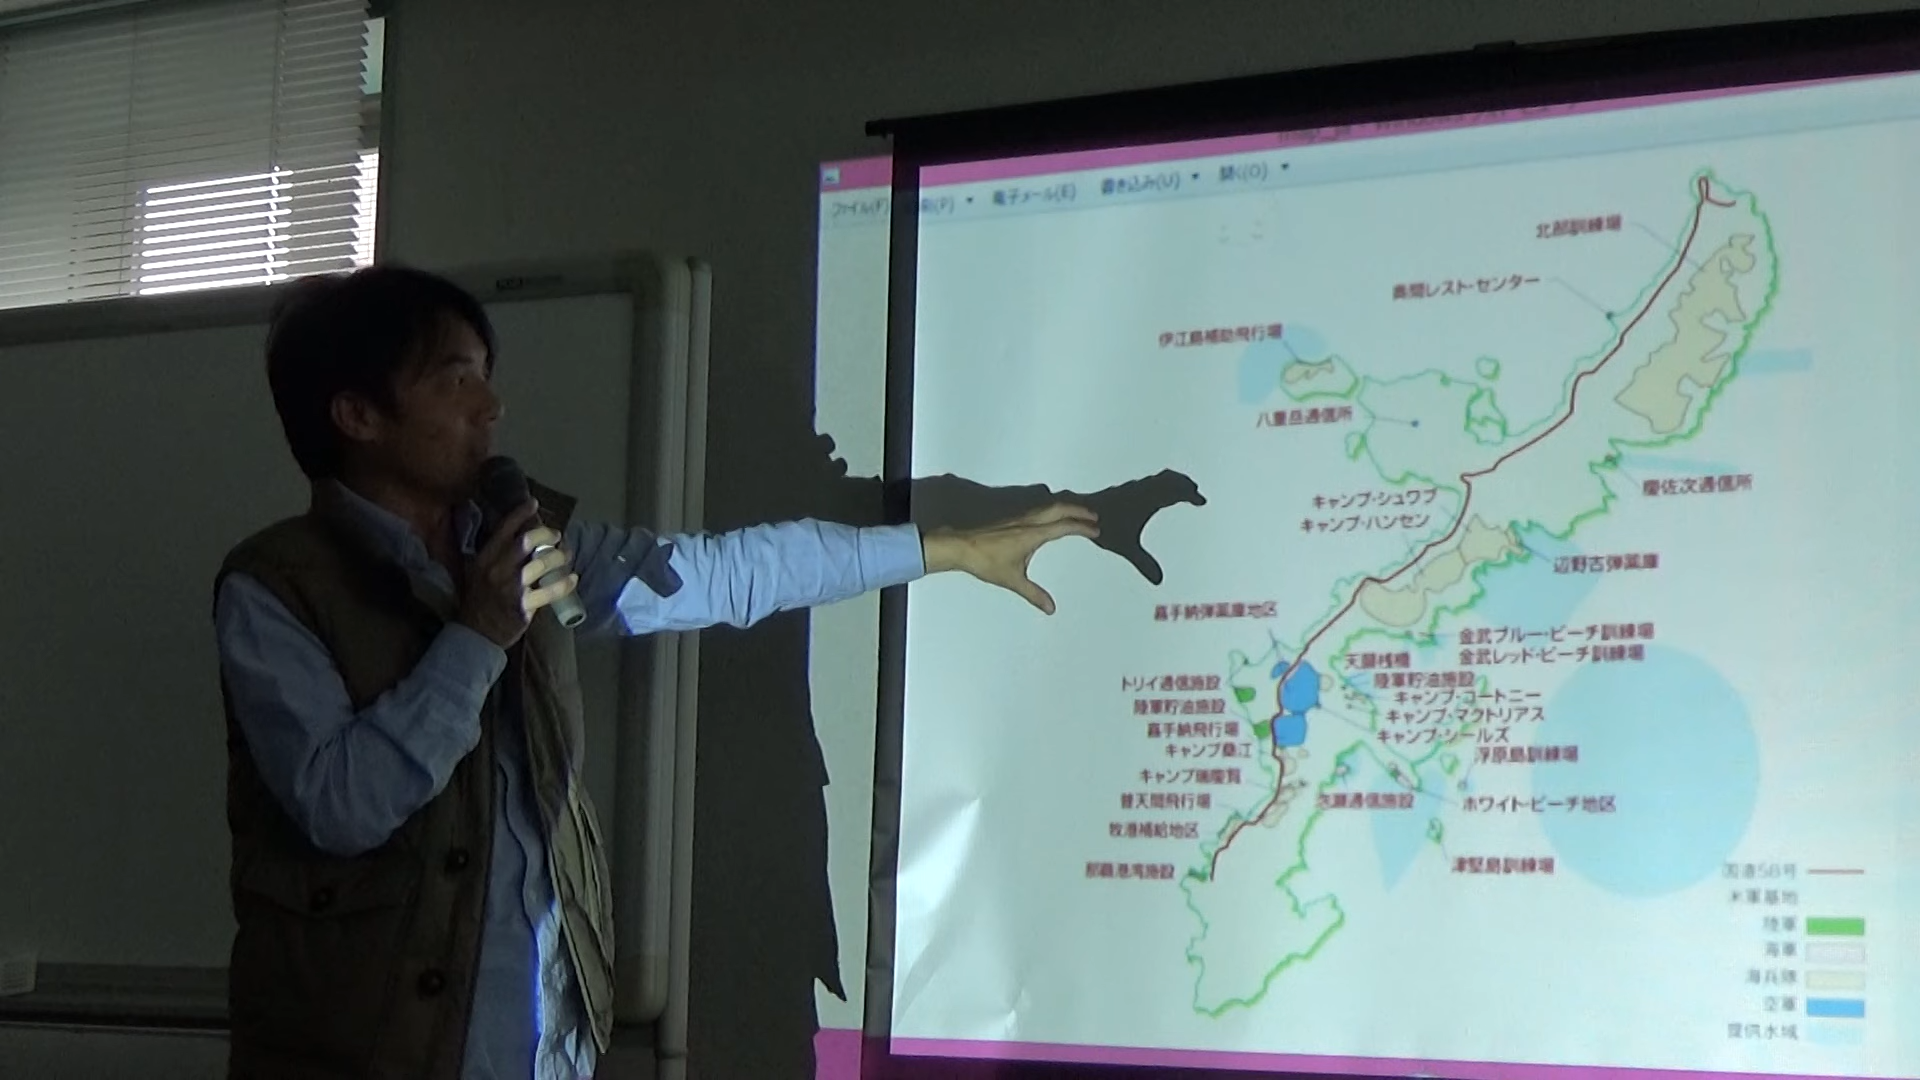 ファイル(F)
電子メール(E)
書き込み(U)
開く(O)
北部訓練場
奥間レスト・センター
伊江島補助飛行場
八重岳通信所
キャンプ・シュワブ
キャンプ・ハンセン
慶佐次通信所
辺野古弾薬庫
嘉手納弾薬庫地区
金武ブルー・ビーチ訓練場
金武レッド・ビーチ訓練場
天願桟橋
トリイ通信施設
陸軍貯油施設
陸軍貯油施設
キャンプ・コートニー
キャンプ・マクトリアス
嘉手納飛行場
キャンプ・シールズ
キャンプ桑江
浮原島訓練場
キャンプ瑞慶覧
普天間飛行場
泡瀬通信施設
ホワイト・ビーチ地区
牧港補給地区
那覇港湾施設
津堅島訓練場
国道58号
米軍基地
陸軍
海軍
海兵隊
空軍
提供水域